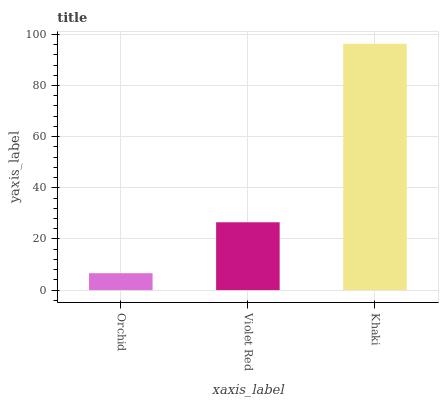 title
yaxis_label
100
80
60
40
20
0
Orchid
Violet Red
Khaki
xaxis_label